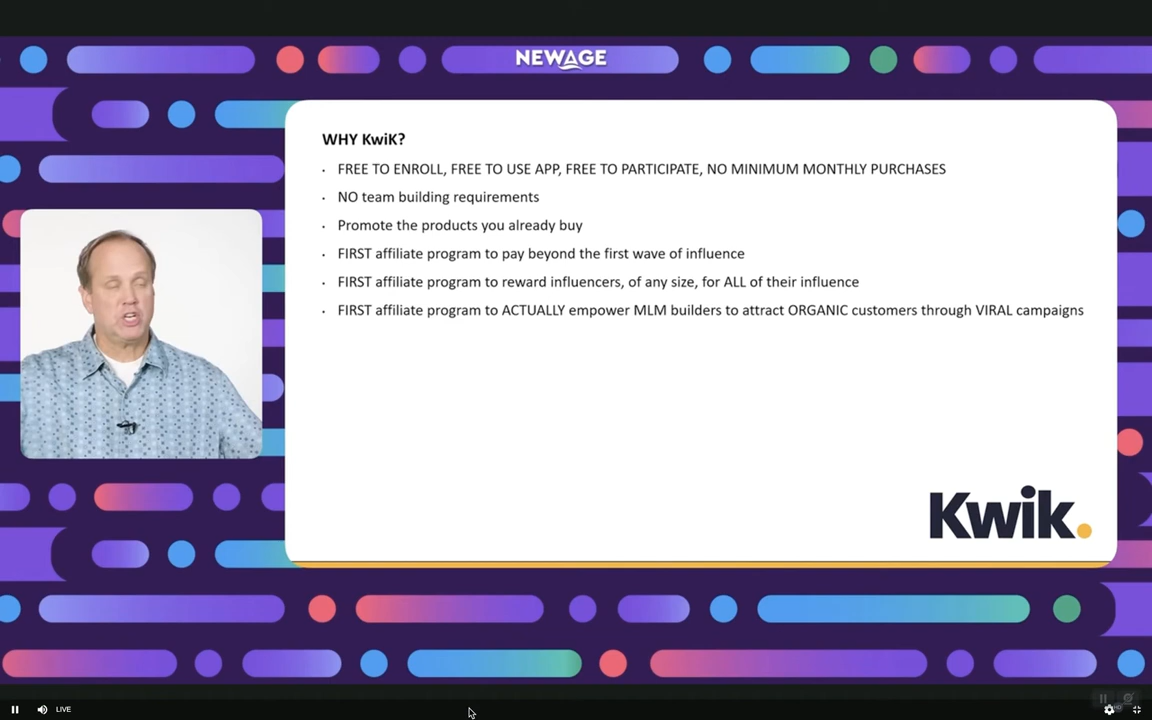 NEWAGE
WHY KwiK?
• FREE TO ENROLL, FREE TO USE APP, FREE TO PARTICIPATE, NO MINIMUM MONTHLY PURCHASES
• NO team building requirements
• Promote the products you already buy
• FIRST affiliate program to pay beyond the first wave of influence
• FIRST affiliate program to reward influencers, of any size, for ALL of their influence
• FIRST affiliate program to ACTUALLY empower MLM builders to attract ORGANIC customers through VIRAL campaigns
Kwik.
LIVE